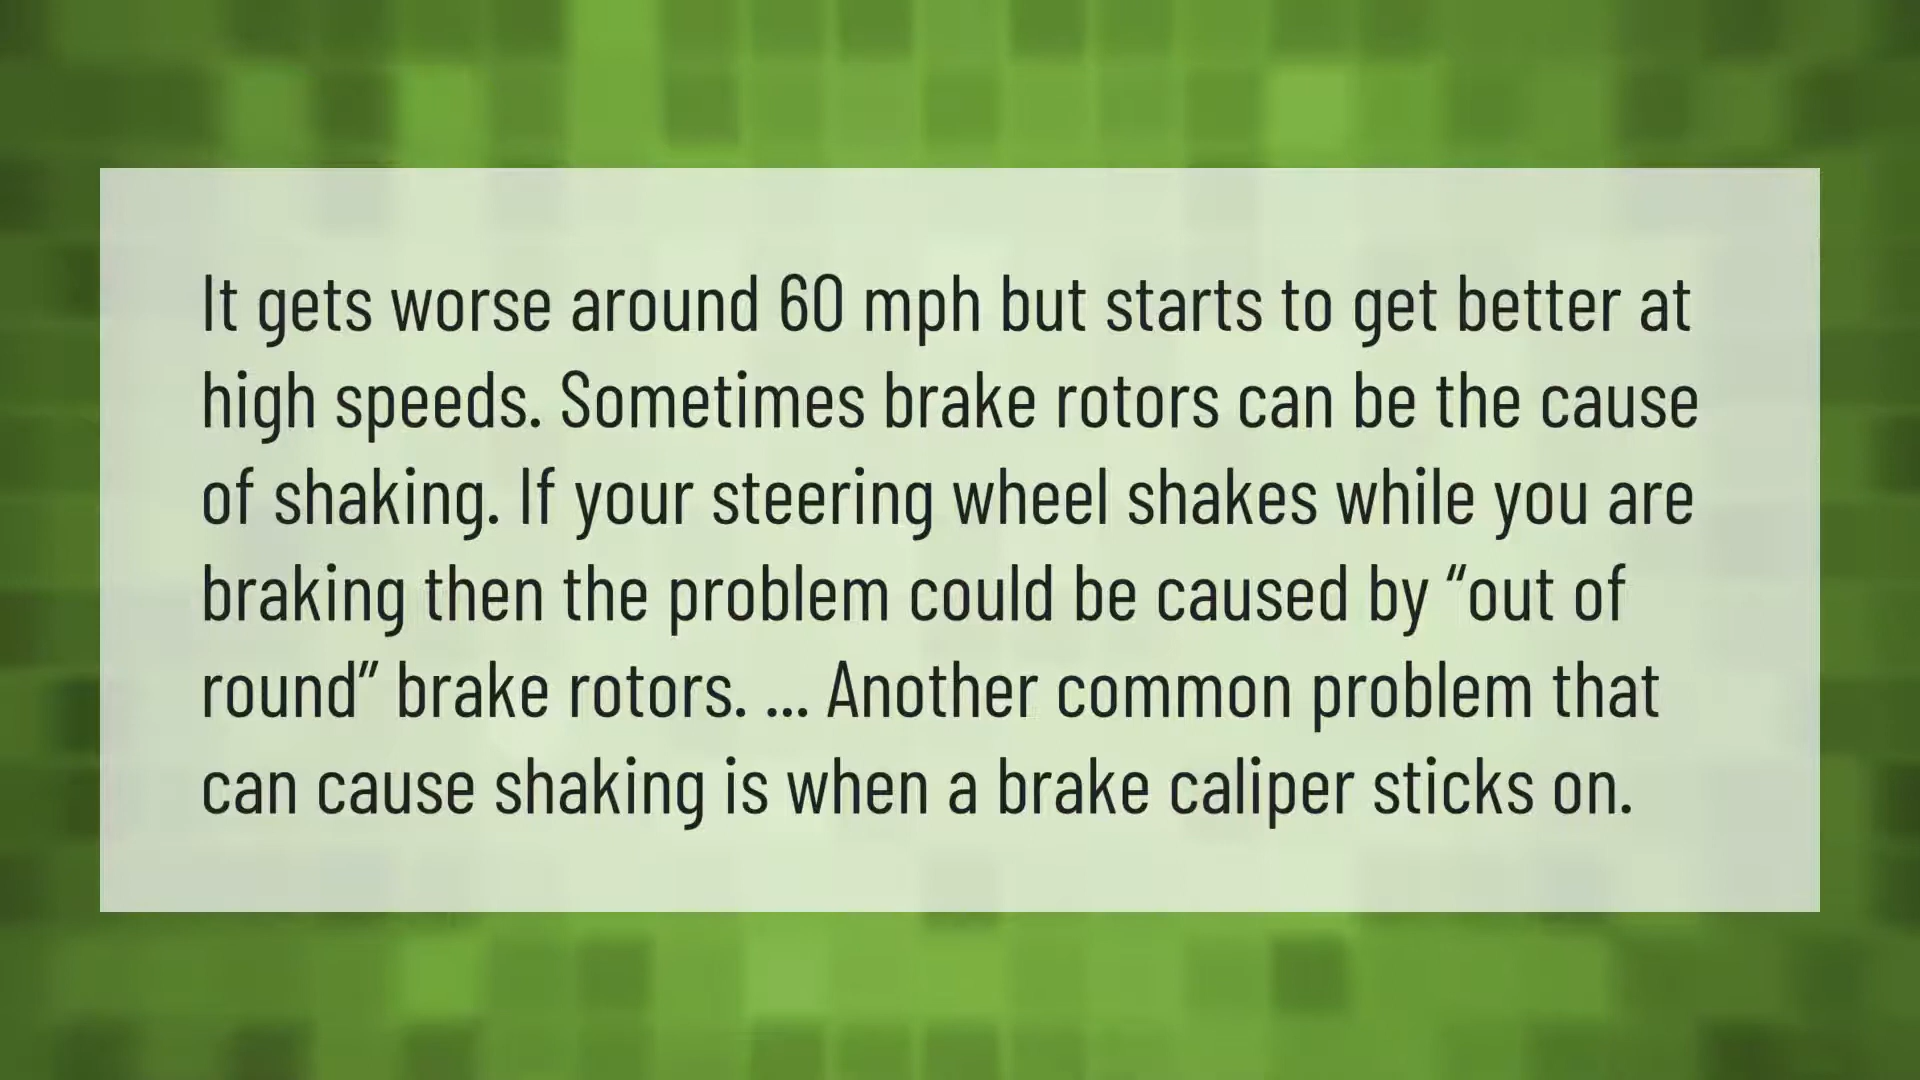 It gets worse around 60 mph but starts to get better at
high speeds. Sometimes brake rotors can be the cause
of shaking. If your steering wheel shakes while you are
braking then the problem could be caused by “out of
round” brake rotors. ... Another common problem that
can cause shaking is when a brake caliper sticks on.